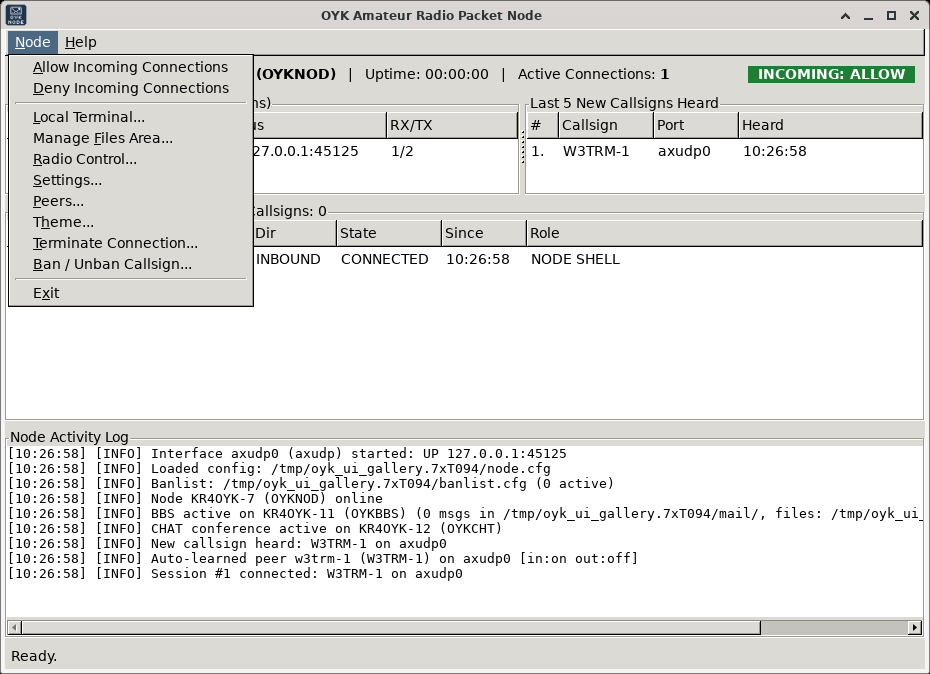 OYK Amateur Radio Packet Node
OYK
NODE
Node Help
Allow Incoming Connections
Deny Incoming Connections
Local Terminal...
Manage Files Area...
Radio Control...
Settings...
Peers...
Theme...
Terminate Connection...
Ban / Unban Callsign...
Exit
(OYKNOD) | Uptime: 00:00:00 | Active Connections: 1 INCOMING: ALLOW
ns)
us RX/TX
27.0.0.1:45125 1/2
Last 5 New Callsigns Heard
# Callsign Port Heard
1. W3TRM-1 axudp0 10:26:58
Callsigns: 0
Dir State Since Role
INBOUND CONNECTED 10:26:58 NODE SHELL
Node Activity Log
[10:26:58] [INFO] Interface axudp0 (axudp) started: UP 127.0.0.1:45125
[10:26:58] [INFO] Loaded config: /tmp/oyk_ui_gallery.7xT094/node.cfg
[10:26:58] [INFO] Banlist: /tmp/oyk_ui_gallery.7xT094/banlist.cfg (0 active)
[10:26:58] [INFO] Node KR4OYK-7 (OYKNOD) online
[10:26:58] [INFO] BBS active on KR4OYK-11 (OYKBBS) (0 msgs in /tmp/oyk_ui_gallery.7xT094/mail/, files: /tmp/oyk_ui_
[10:26:58] [INFO] CHAT conference active on KR4OYK-12 (OYKCHT)
[10:26:58] [INFO] New callsign heard: W3TRM-1 on axudp0
[10:26:58] [INFO] Auto-learned peer w3trm-1 (W3TRM-1) on axudp0 [in:on out:off]
[10:26:58] [INFO] Session #1 connected: W3TRM-1 on axudp0
Ready.